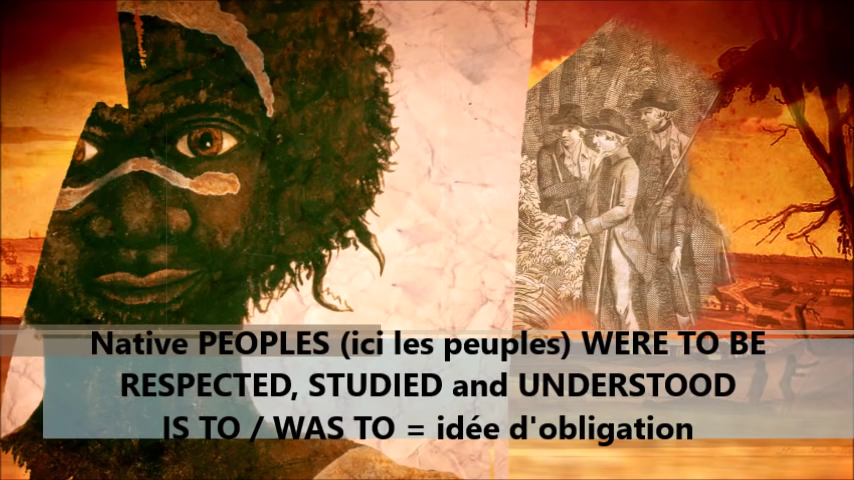 Native PEOPLES (ici les peuples) WERE TO BE
RESPECTED, STUDIED and UNDERSTOOD
IS TO / WAS TO = idée d'obligation